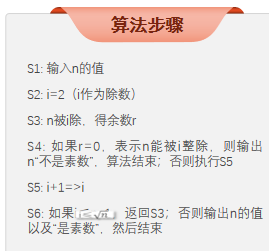 算法步骤
S1: 输入n的值
S2: i=2（i作为除数）
S3: n被i除，得余数r
S4: 如果r=0，表示n能被i整除，则输出
n“不是素数”，算法结束；否则执行S5
S5: i+1=>i
S6: 如果 返回S3；否则输出n的值
以及“是素数”，然后结束